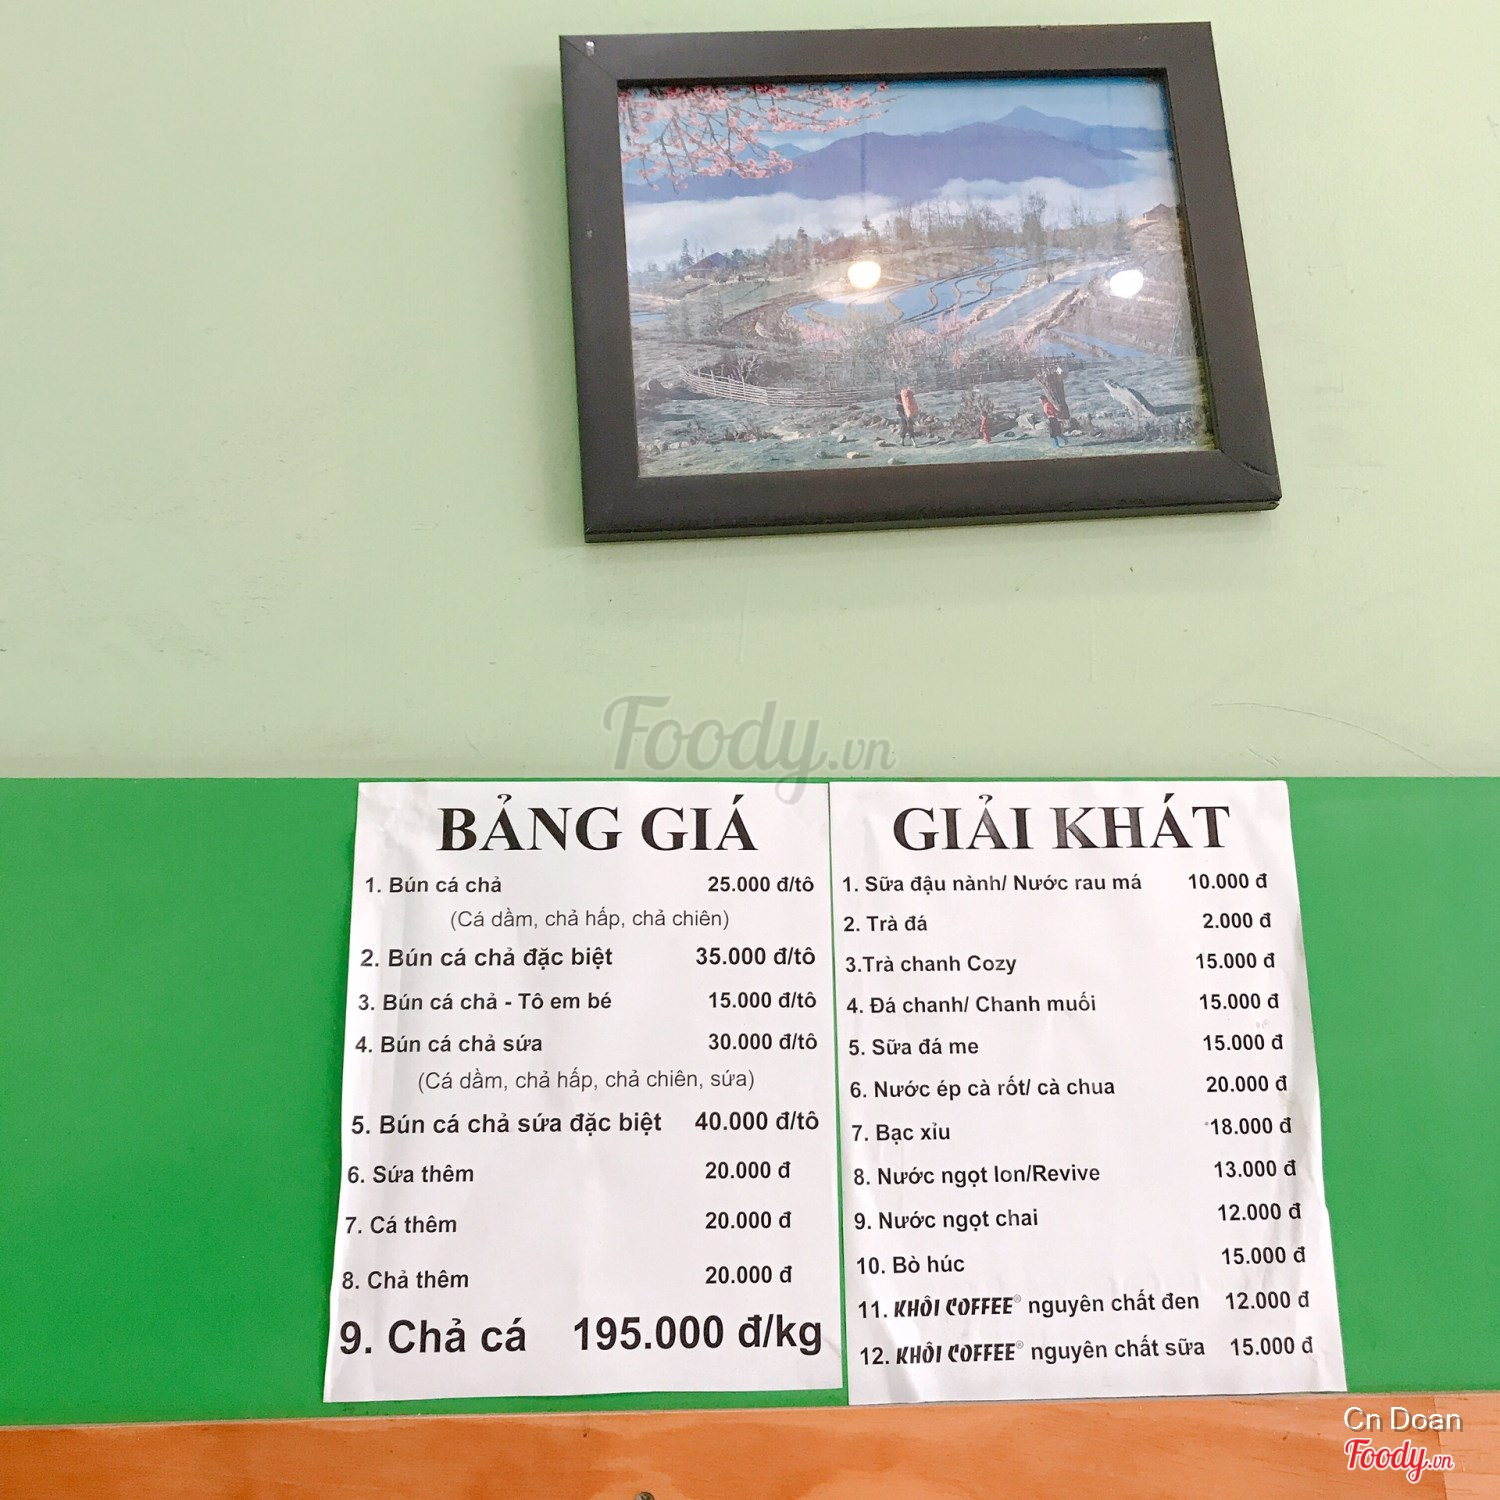 Foody.vn
BẢNG GIÁ
1. Bún cá chả 25.000 đ/tô
(Cá dầm, chả hấp, chả chiên)
2. Bún cá chả đặc biệt 35.000 đ/tô
3. Bún cá chả - Tô em bé 15.000 đ/tô
4. Bún cá chả sứa 30.000 đ/tô
(Cá dầm, chả hấp, chả chiên, sứa)
5. Bún cá chả sứa đặc biệt 40.000 đ/tô
6. Sứa thêm 20.000 đ
7. Cá thêm 20.000 đ
8. Chả thêm 20.000 đ
9. Chả cá 195.000 đ/kg
GIẢI KHÁT
1. Sữa đậu nành/ Nước rau má 10.000 đ
2. Trà đá 2.000 đ
3.Trà chanh Cozy 15.000 đ
4. Đá chanh/ Chanh muối 15.000 đ
5. Sữa đá me 15.000 đ
6. Nước ép cà rốt/ cà chua 20.000 đ
7. Bạc xỉu 18.000 đ
8. Nước ngọt Ion/Revive 13.000 đ
9. Nước ngọt chai 12.000 đ
10. Bò húc 15.000 đ
11. KHÔI COFFEE® nguyên chất đen 12.000 đ
12. KHÔI COFFEE® nguyên chất sữa 15.000 đ
Cn Doan
Foody.vn